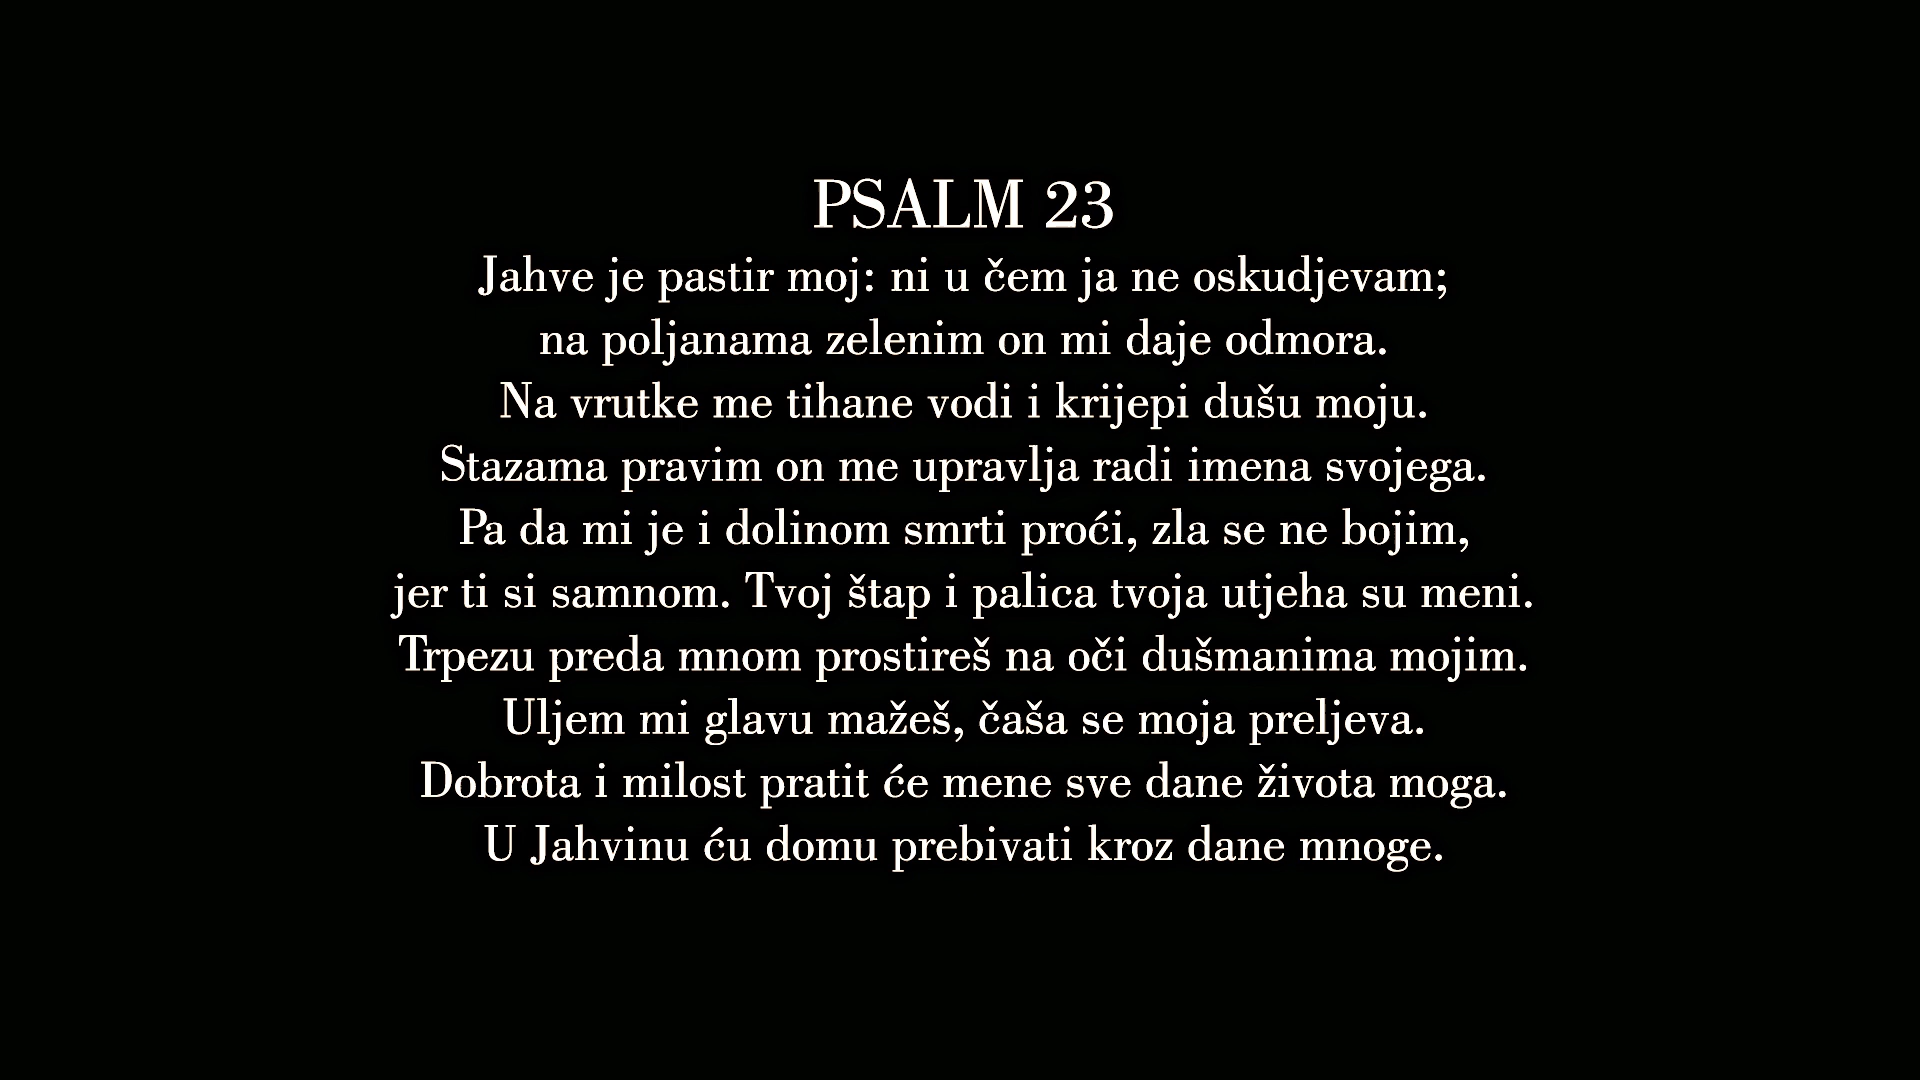 PSALM 23
Jahve je pastir moj: ni u čem ja ne oskudjevam;
na poljanama zelenim on mi daje odmora.
Na vrutke me tihane vodi i krijepi dušu moju.
Stazama pravim on me upravlja radi imena svojega.
Pa da mi je i dolinom smrti proći, zla se ne bojim,
jer ti si samnom. Tvoj štap i palica tvoja utjeha su meni.
Trpezu preda mnom prostireš na oči dušmanima mojim.
Uljem mi glavu mažeš, čaša se moja preljeva.
Dobrota i milost pratit će mene sve dane života moga.
U Jahvinu ću domu prebivati kroz dane mnoge.